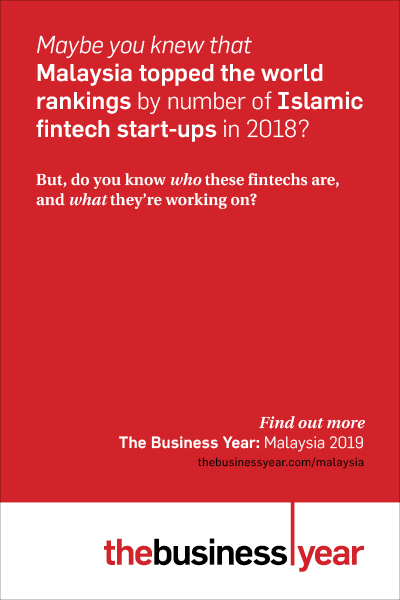 Maybe you knew that
Malaysia topped the world
rankings by number of Islamic
fintech start-ups in 2018?
But, do you know who these fintechs are,
and what they're working on?
Find out more
The Business Year: Malaysia 2019
thebusinessyear.com/malaysia
thebusinessyear